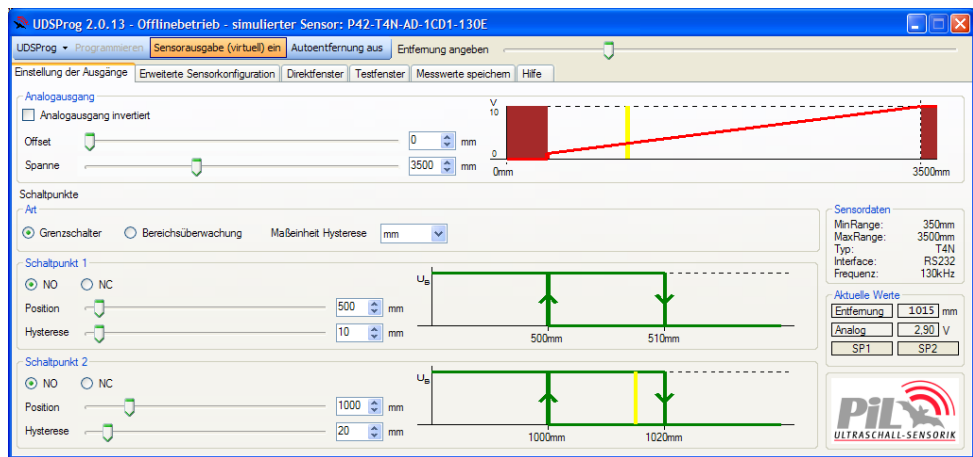 UDSProg 2.0.13 - Offlinebetrieb - simulierter Sensor: P42-T4N-AD-1CD1-130E
UDSProg Programmieren Sensorausgabe (virtuell) ein Autoentfernung aus Entfernung angeben
Einstellung der Ausgänge Erweiterte Sensorkonfiguration Direktfenster Testfenster Messwerte speichern Hilfe
Analogausgang
Analogausgang invertiert
Offset 0 mm
Spanne 3500 mm
V
10
0
0mm 3500mm
Schaltpunkte
Art
Grenzschalter Bereichsüberwachung Maßeinheit Hysterese mm
Schaltpunkt 1
NO NC
Position 500 mm
Hysterese 10 mm
UB
500mm 510mm
Schaltpunkt 2
NO NC
Position 1000 mm
Hysterese 20 mm
UB
1000mm 1020mm
Sensordaten
MinRange: 350mm
MaxRange: 3500mm
Typ: T4N
Interface: RS232
Frequenz: 130kHz
Aktuelle Werte
Entfernung 1015 mm
Analog 2,90 V
SP1 SP2
PiL
ULTRASCHALL-SENSORIK